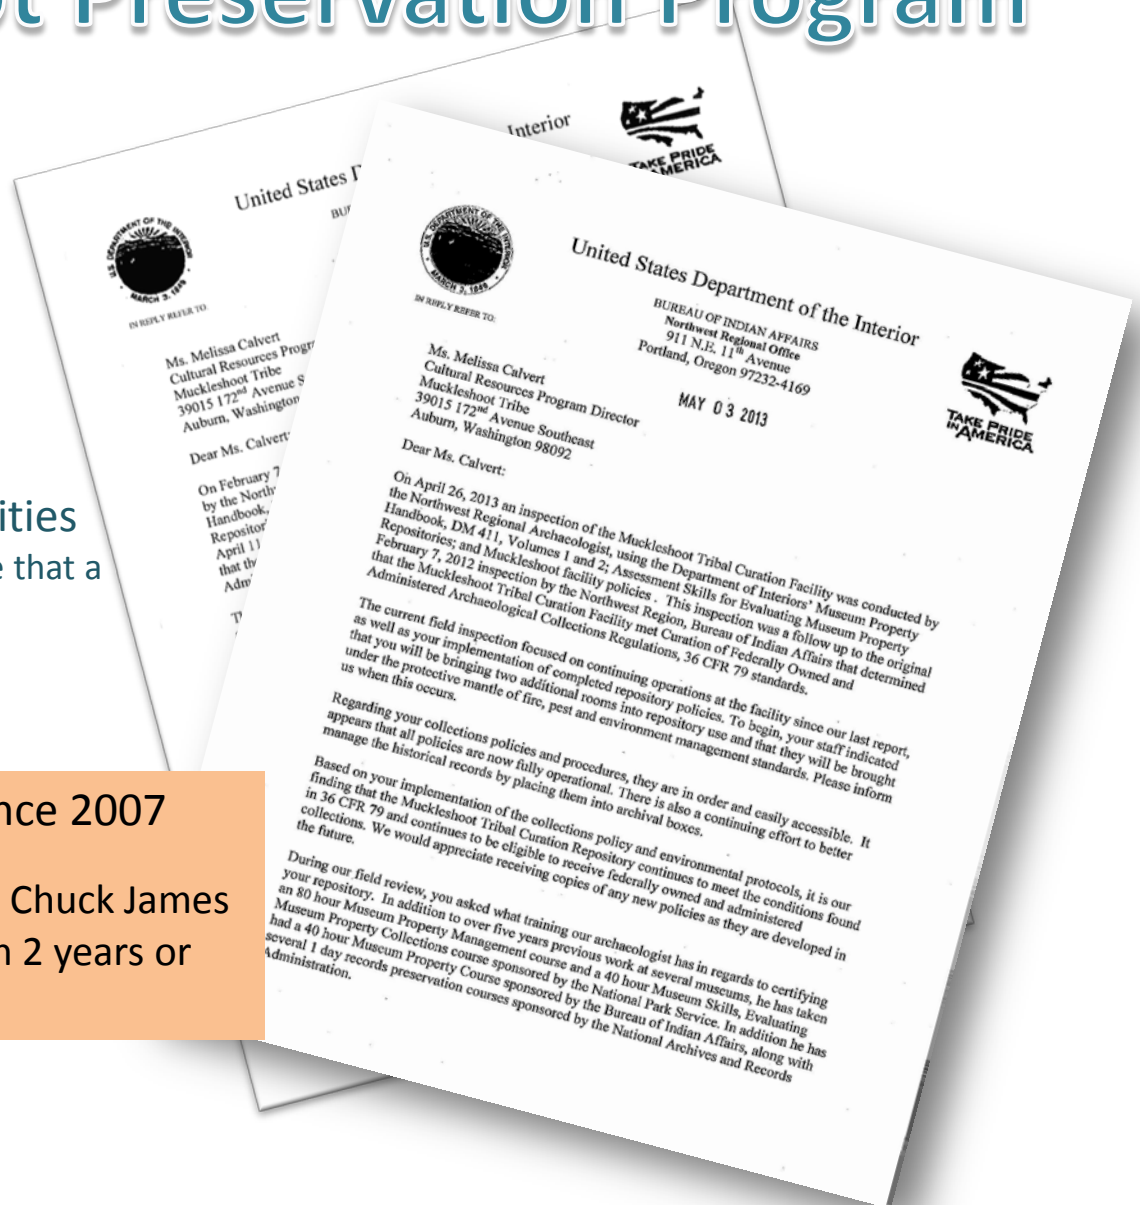 ot Preservation Program
United States
Interior
TAKE PRIDE
AMERICA
U.S. DEPARTMENT OF THE INTERIOR
MARCH 3, 1849
IN REPLY REFER TO:
Ms. Melissa Calvert
Cultural Resources Progr
Muckleshoot Tribe
39015 172nd Avenue S
Auburn, Washington
Dear Ms. Calvert
On February 7
by the North
Handbook,
Repositor
April 11
that th
Adm
ities
e that a
nce 2007
Chuck James
n 2 years or
U.S. DEPARTMENT OF THE INTERIOR
MARCH 3, 1849
IN REPLY REFER TO:
United States Department of the Interior
BUREAU OF INDIAN AFFAIRS
Northwest Regional Office
911 N.E. 11th Avenue
Portland, Oregon 97232-4169
TAKE PRIDE
IN AMERICA
MAY 03 2013
Ms. Melissa Calvert
Cultural Resources Program Director
Muckleshoot Tribe
39015 172nd Avenue Southeast
Auburn, Washington 98092
Dear Ms. Calvert:
On April 26, 2013 an inspection of the Muckleshoot Tribal Curation Facility was conducted by
the Northwest Regional Archaeologist, using the Department of Interiors' Museum Property
Handbook, DM 411, Volumes 1 and 2; Assessment Skills for Evaluating Museum Property
Repositories; and Muckleshoot facility policies . This inspection was a follow up to the original
February 7, 2012 inspection by the Northwest Region, Bureau of Indian Affairs that determined
that the Muckleshoot Tribal Curation Facility met Curation of Federally Owned and
Administered Archaeological Collections Regulations, 36 CFR 79 standards.
The current field inspection focused on continuing operations at the facility since our last report,
as well as your implementation of completed repository policies. To begin, your staff indicated
that you will be bringing two additional rooms into repository use and that they will be brought
under the protective mantle of fire, pest and environment management standards. Please inform
us when this occurs.
Regarding your collections policies and procedures, they are in order and easily accessible. It
appears that all policies are now fully operational. There is also a continuing effort to better
manage the historical records by placing them into archival boxes.
Based on your implementation of the collections policy and environmental protocols, it is our
finding that the Muckleshoot Tribal Curation Repository continues to meet the conditions found
in 36 CFR 79 and continues to be eligible to receive federally owned and administered
collections. We would appreciate receiving copies of any new policies as they are developed in
the future.
During our field review, you asked what training our archaeologist has in regards to certifying
your repository. In addition to over five years previous work at several museums, he has taken
an 80 hour Museum Property Management course and a 40 hour Museum Skills, Evaluating
Museum Property Collections course sponsored by the National Park Service. In addition he has
had a 40 hour Museum Property Course sponsored by the Bureau of Indian Affairs, along with
several 1 day records preservation courses sponsored by the National Archives and Records
Administration.